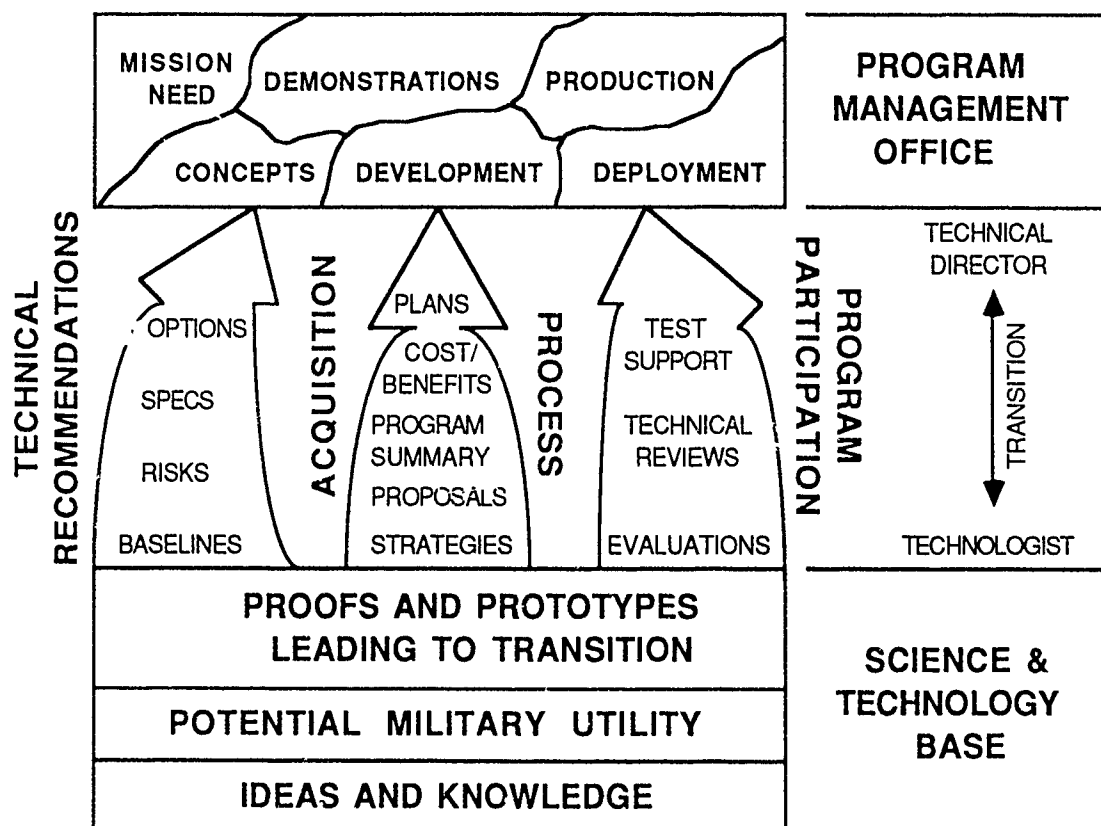 MISSION
NEED
DEMONSTRATIONS
PRODUCTION
CONCEPTS
DEVELOPMENT
DEPLOYMENT
PROGRAM
MANAGEMENT
OFFICE
TECHNICAL
RECOMMENDATIONS
OPTIONS
SPECS
RISKS
BASELINES
ACQUISITION
PLANS
COST/
BENEFITS
PROGRAM
SUMMARY
PROPOSALS
STRATEGIES
PROCESS
TEST
SUPPORT
TECHNICAL
REVIEWS
EVALUATIONS
PROGRAM
PARTICIPATION
TECHNICAL
DIRECTOR
TRANSITION
TECHNOLOGIST
PROOFS AND PROTOTYPES
LEADING TO TRANSITION
POTENTIAL MILITARY UTILITY
IDEAS AND KNOWLEDGE
SCIENCE &
TECHNOLOGY
BASE